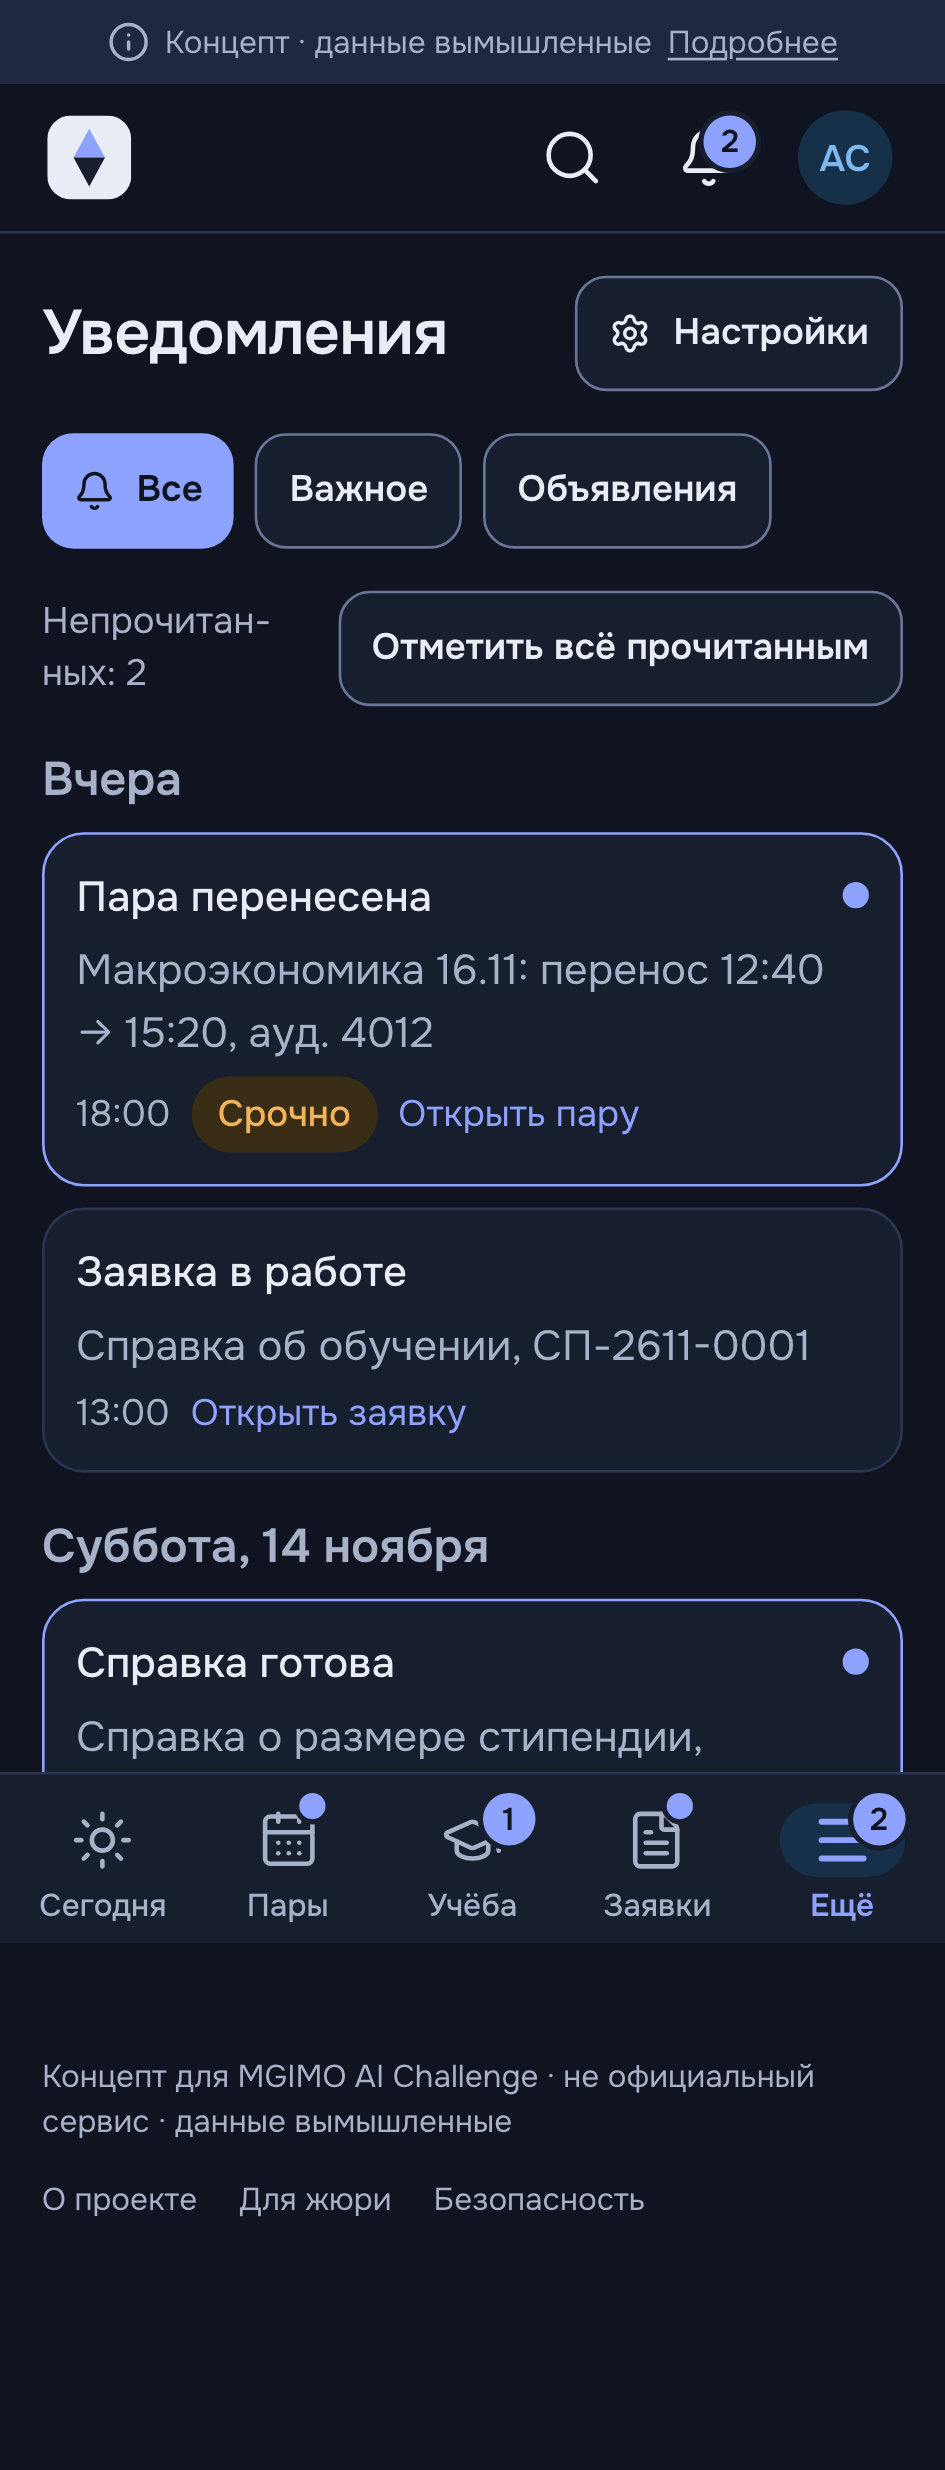 Концепт · данные вымышленные Подробнее
2
АС
Уведомления
Настройки
Все
Важное
Объявления
Непрочитан-
ных: 2
Отметить всё прочитанным
Вчера
Пара перенесена
Макроэкономика 16.11: перенос 12:40
→ 15:20, ауд. 4012
18:00 Срочно Открыть пару
Заявка в работе
Справка об обучении, СП-2611-0001
13:00 Открыть заявку
Суббота, 14 ноября
Справка готова
Справка о размере стипендии,
1
2
Сегодня Пары Учёба Заявки Ещё
Концепт для MGIMO AI Challenge · не официальный
сервис · данные вымышленные
О проекте Для жюри Безопасность